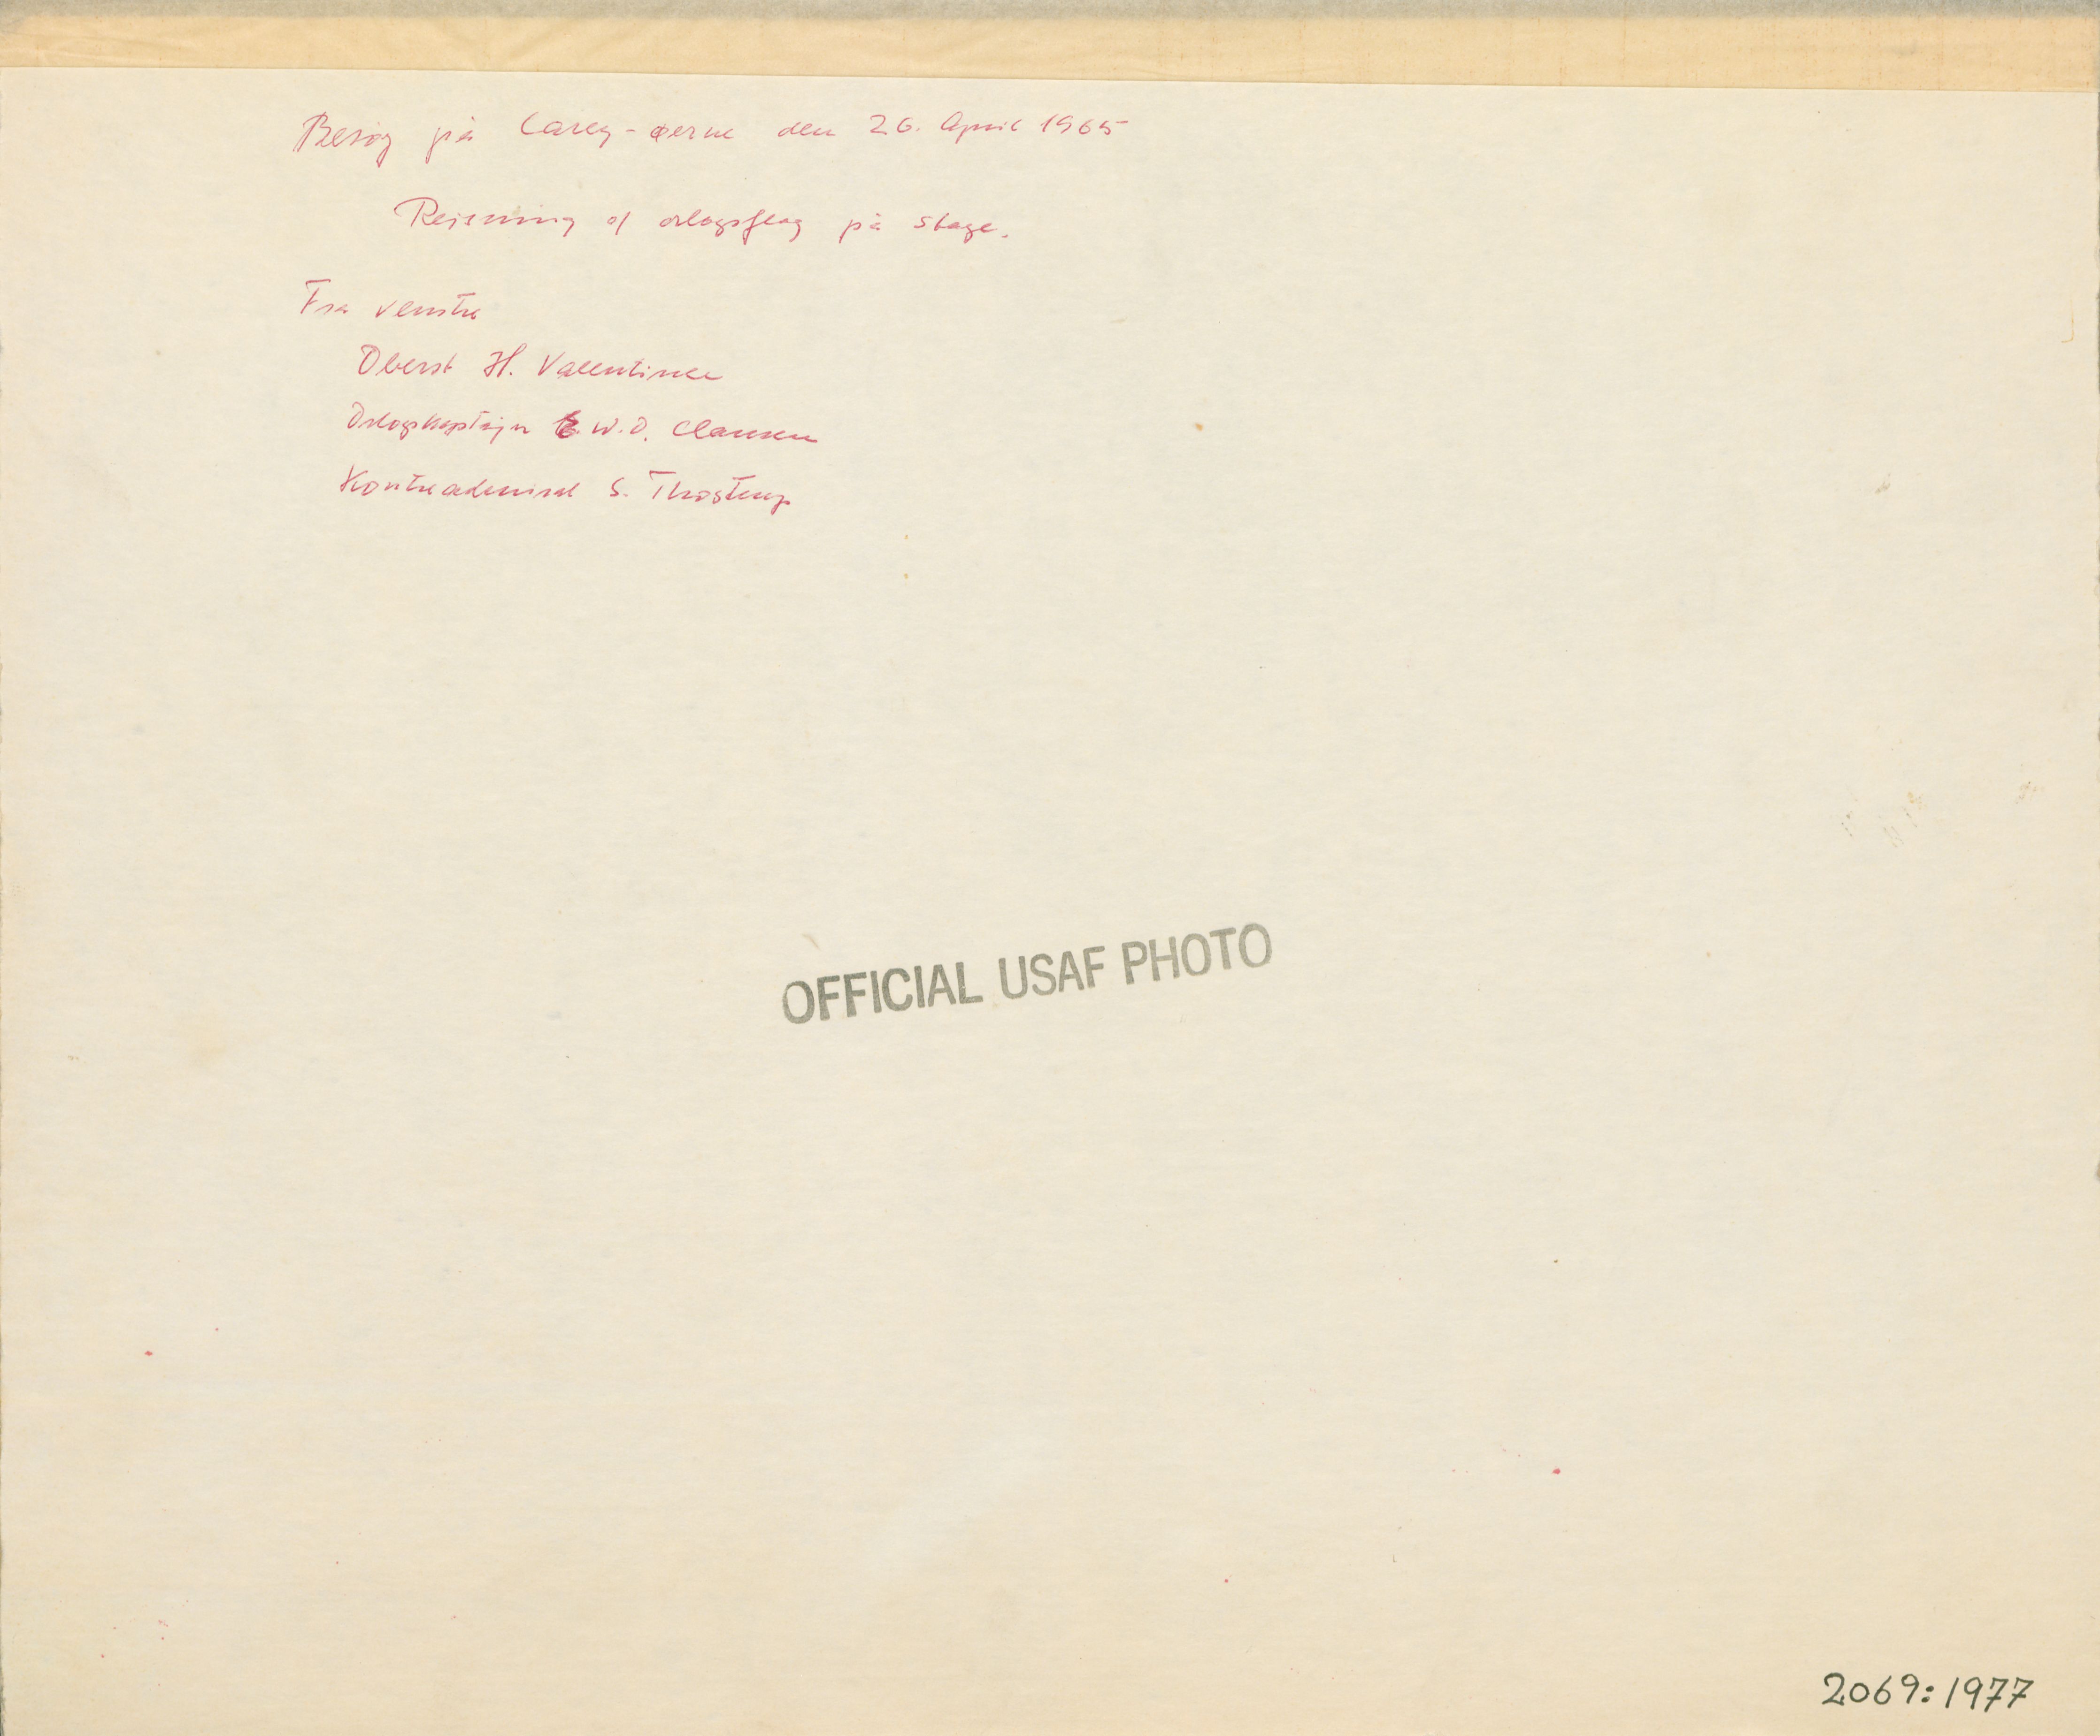 Besøg på Carey-øerne den 26. April 1965
Rejsning af orlogsflag på stage.
Fra venstre
Oberst H. Valentiner
Orlogskaptajn W.O. Clausen
Kontreadmiral S. Thostrup
OFFICIAL USAF PHOTO
2069:1977